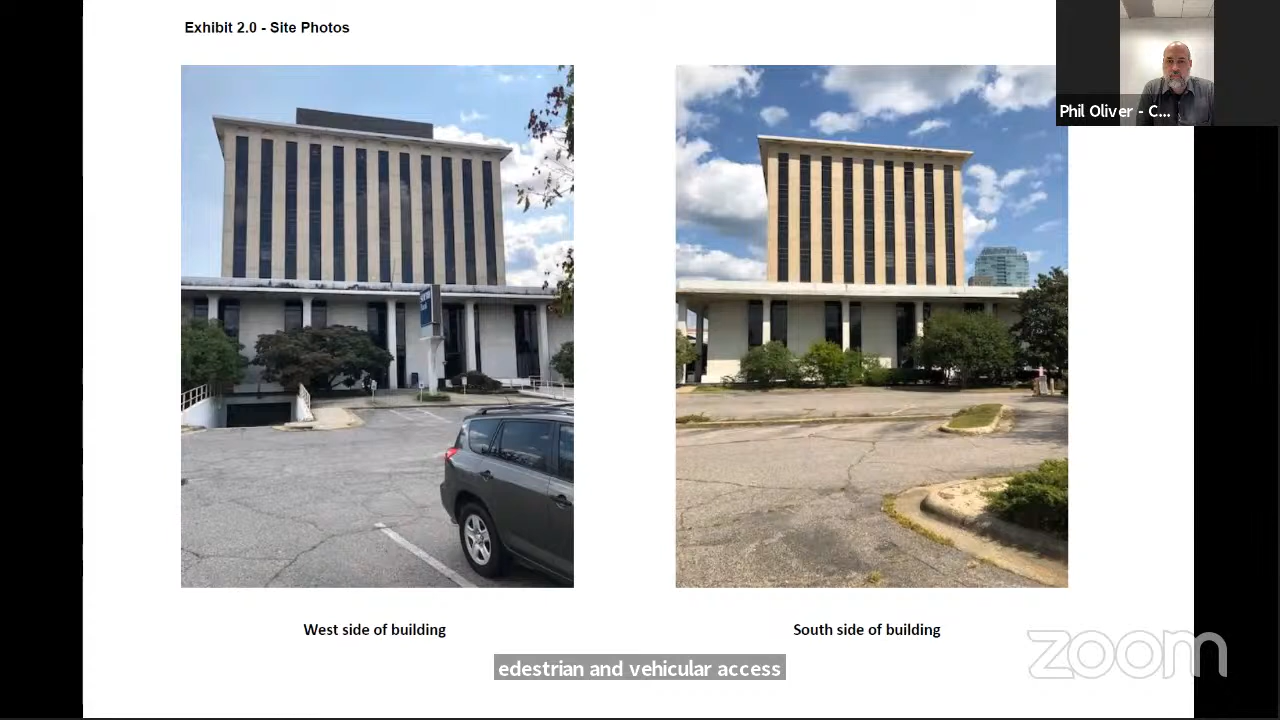 Exhibit 2.0 - Site Photos
Phil Oliver - C...
West side of building
South side of building
edestrian and vehicular access
zoom